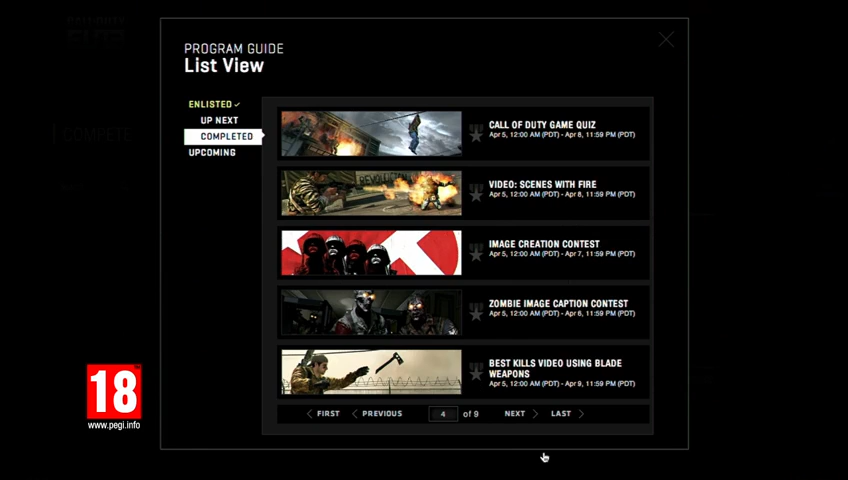 CALL OF DUTY
ELITE
COMPETE
PROGRAM GUIDE
List View
ENLISTED
UP NEXT
COMPLETED
UPCOMING
CALL OF DUTY GAME QUIZ
Apr 5, 12:00 AM (PDT) - Apr 8, 11:59 PM (PDT)
VIDEO: SCENES WITH FIRE
Apr 5, 12:00 AM (PDT) - Apr 8, 11:59 PM (PDT)
IMAGE CREATION CONTEST
Apr 5, 12:00 AM (PDT) - Apr 7, 11:59 PM (PDT)
ZOMBIE IMAGE CAPTION CONTEST
Apr 5, 12:00 AM (PDT) - Apr 6, 11:59 PM (PDT)
BEST KILLS VIDEO USING BLADE
WEAPONS
Apr 5, 12:00 AM (PDT) - Apr 9, 11:59 PM (PDT)
FIRST PREVIOUS 4 of 9 NEXT LAST
18
www.pegi.info